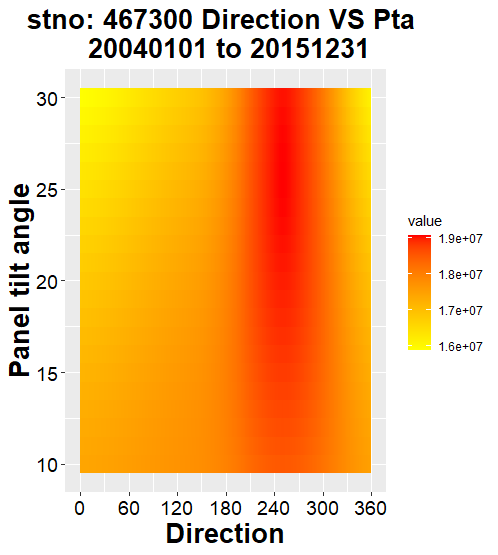 stno: 467300 Direction VS Pta
20040101 to 20151231
30
25
20
15
10
Panel tilt angle
0 60 120 180 240 300 360
Direction
value
1.9e+07
1.8e+07
1.7e+07
1.6e+07